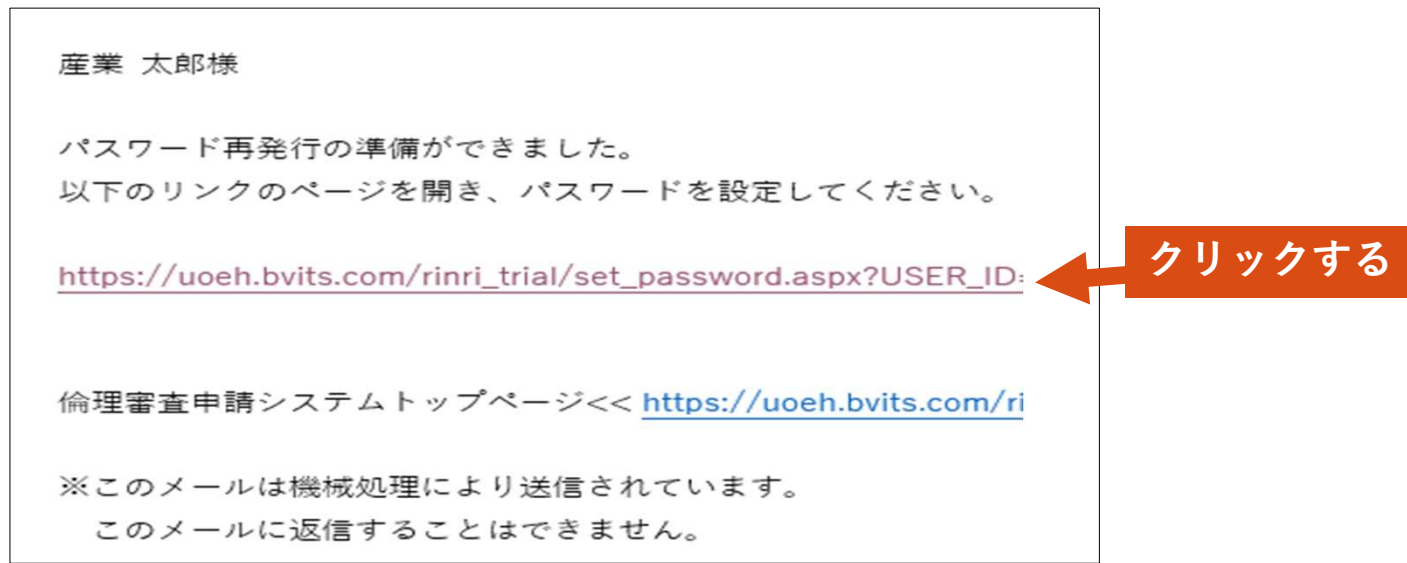 産業 太郎様
パスワード再発行の準備ができました。
以下のリンクのページを開き、パスワードを設定してください。
https://uoeh.bvits.com/rinri_trial/set_password.aspx?USER_ID=
クリックする
倫理審査申請システムトップページ<< https://uoeh.bvits.com/ri
※このメールは機械処理により送信されています。
このメールに返信することはできません。